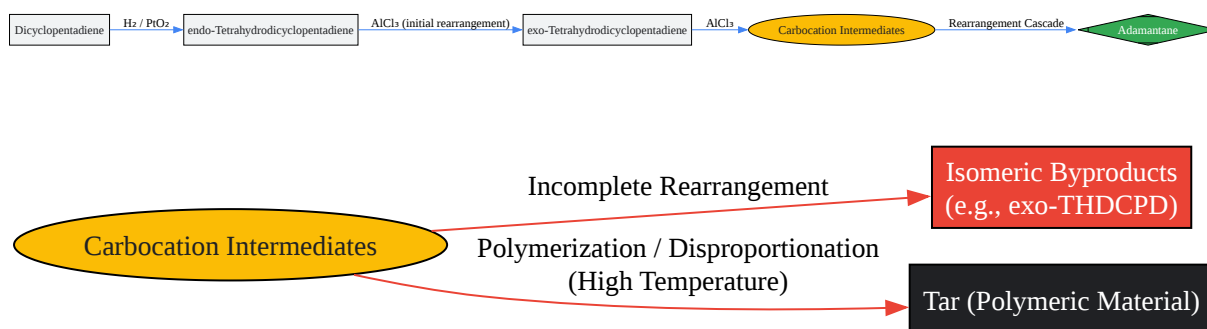 Dicyclopentadiene
H₂ / PtO₂
endo-Tetrahydrodicyclopentadiene
AlCl₃ (initial rearrangement)
exo-Tetrahydrodicyclopentadiene
AlCl₃
Carbocation Intermediates
Rearrangement Cascade
Adamantane
Carbocation Intermediates
Incomplete Rearrangement
Isomeric Byproducts
(e.g., exo-THDCPD)
Polymerization / Disproportionation
(High Temperature)
Tar (Polymeric Material)